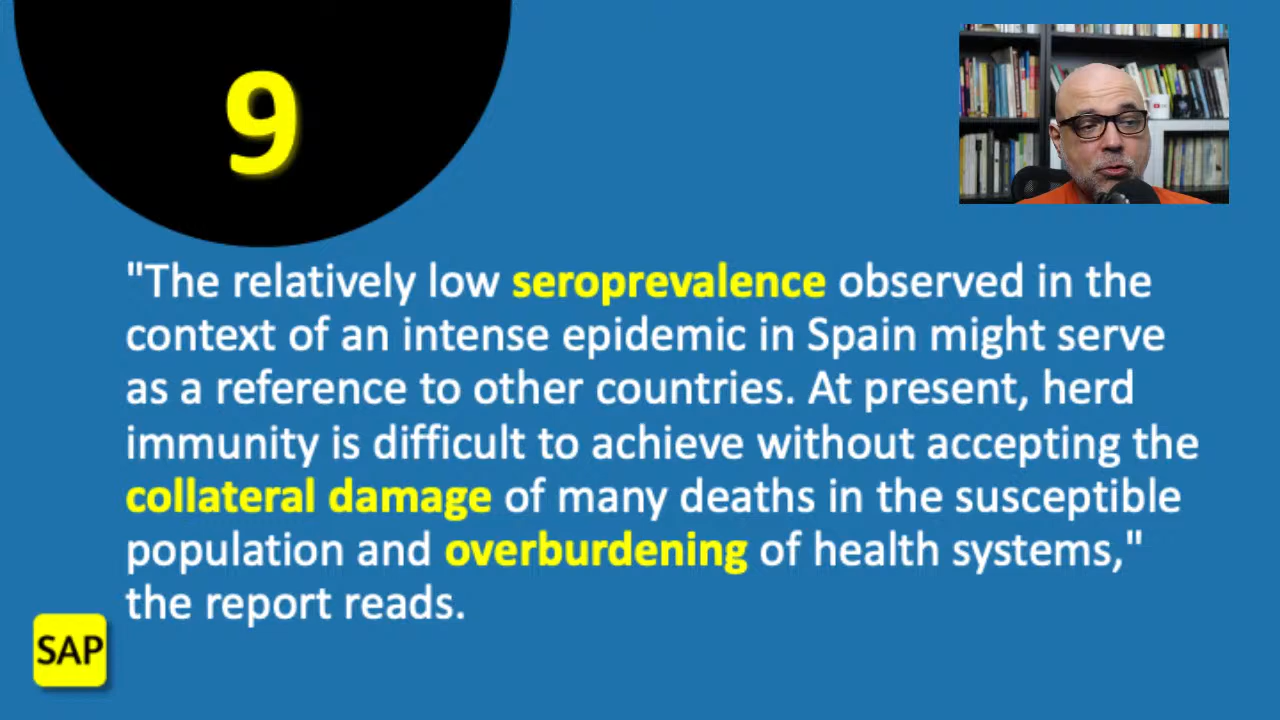 9
"The relatively low seroprevalence observed in the
context of an intense epidemic in Spain might serve
as a reference to other countries. At present, herd
immunity is difficult to achieve without accepting the
collateral damage of many deaths in the susceptible
population and overburdening of health systems,"
the report reads.
SAP